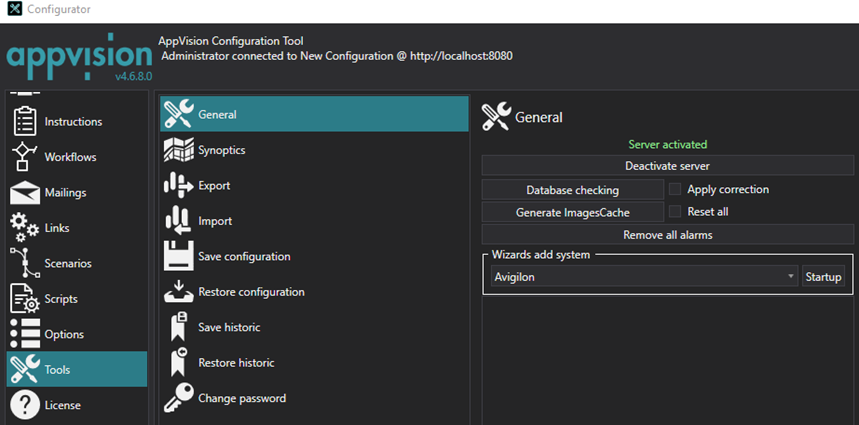 Configurator
appvision
v4.6.8.0
AppVision Configuration Tool
Administrator connected to New Configuration @ http://localhost:8080
Instructions
Workflows
Mailings
Links
Scenarios
Scripts
Options
Tools
License
General
Synoptics
Export
Import
Save configuration
Restore configuration
Save historic
Restore historic
Change password
General
Server activated
Deactivate server
Database checking
Apply correction
Generate ImagesCache
Reset all
Remove all alarms
Wizards add system
Avigilon
Startup